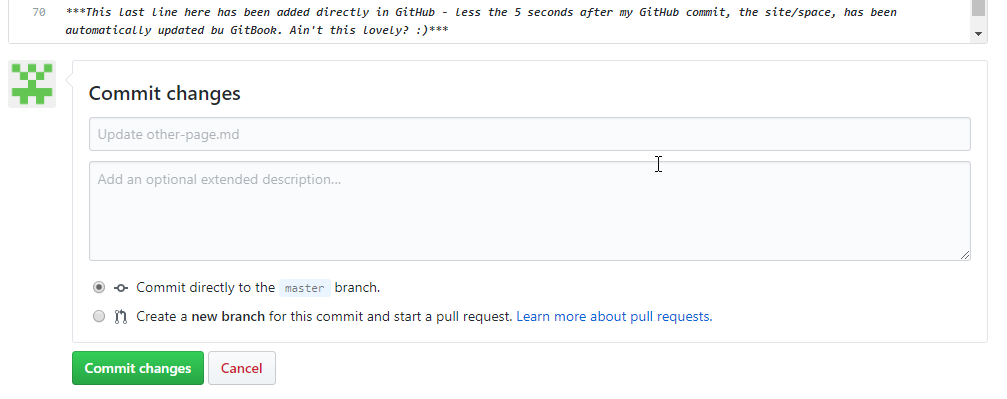 70 ***This last line here has been added directly in GitHub - less the 5 seconds after my GitHub commit, the site/space, has been
automatically updated bu GitBook. Ain't this lovely? :)***
Commit changes
Update other-page.md
Add an optional extended description...
Commit directly to the master branch.
Create a new branch for this commit and start a pull request. Learn more about pull requests.
Commit changes Cancel